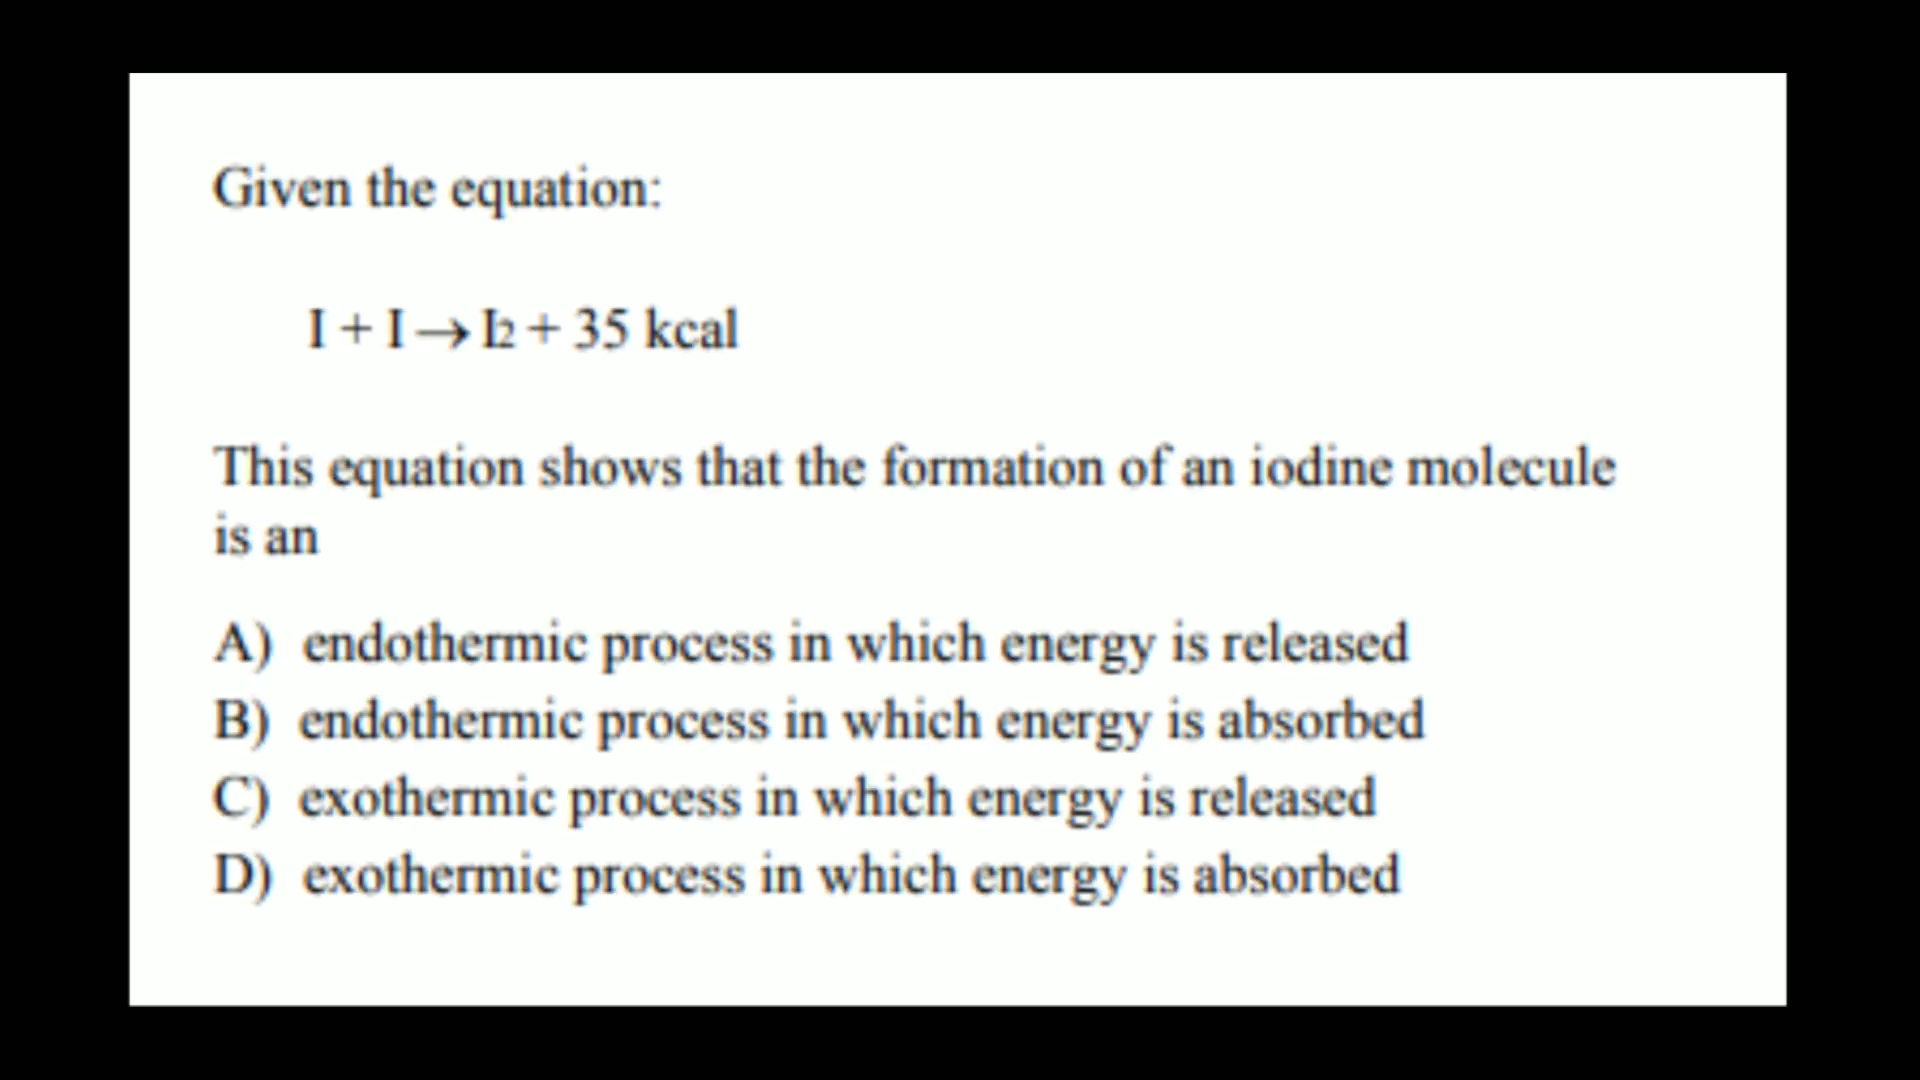 Given the equation:
I + I → I2 + 35 kcal
This equation shows that the formation of an iodine molecule
is an
A) endothermic process in which energy is released
B) endothermic process in which energy is absorbed
C) exothermic process in which energy is released
D) exothermic process in which energy is absorbed